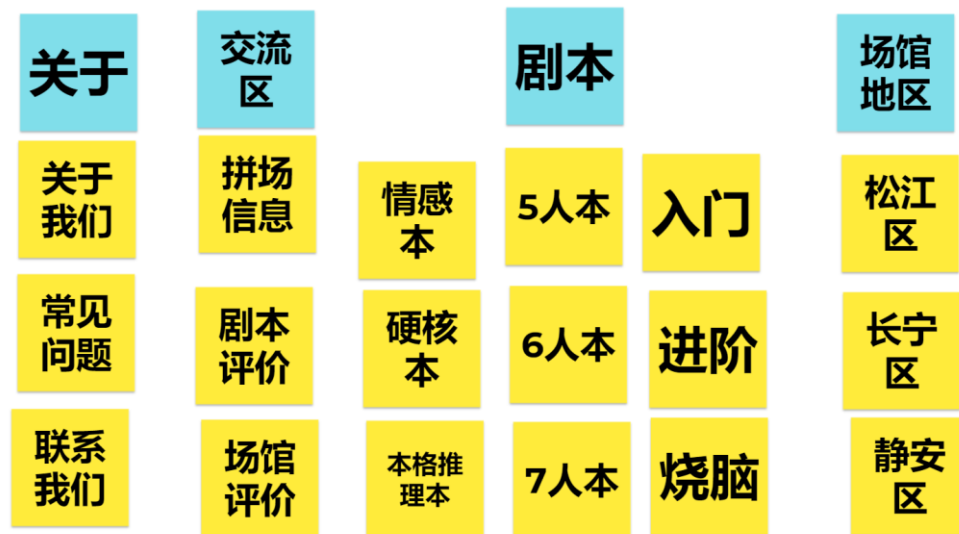 关于
交流
区
剧本
场馆
地区
关于
我们
拼场
信息
情感
本
5人本
入门
松江
区
常见
问题
剧本
评价
硬核
本
6人本
进阶
长宁
区
联系
我们
场馆
评价
本格推
理本
7人本
烧脑
静安
区